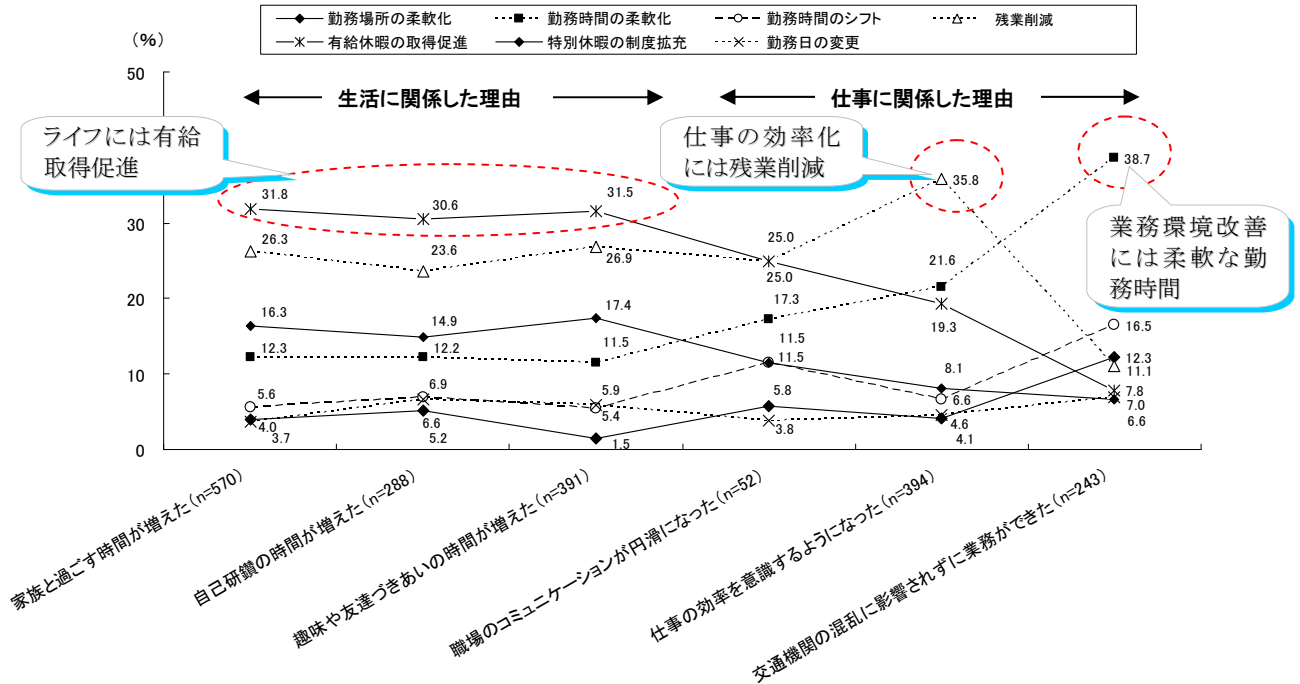 勤務場所の柔軟化 勤務時間の柔軟化 勤務時間のシフト 残業削減
有給休暇の取得促進 特別休暇の制度拡充 勤務日の変更
(%)
50
30
20
10
0
生活に関係した理由
仕事に関係した理由
ライフには有給
取得促進
仕事の効率化
には残業削減
業務環境改善
には柔軟な勤
務時間
31.8
30.6
31.5
25.0
19.3
7.8
26.3
23.6
26.9
25.0
35.8
11.1
16.3
14.9
17.4
11.5
8.1
6.6
12.3
12.2
11.5
17.3
21.6
38.7
5.6
6.9
5.4
11.5
6.6
16.5
4.0
5.2
1.5
5.8
4.1
12.3
3.7
6.6
5.9
3.8
4.6
7.0
家族と過ごす時間が増えた(n=570)
自己研鑽の時間が増えた(n=288)
趣味や友達づきあいの時間が増えた(n=391)
職場のコミュニケーションが円滑になった(n=52)
仕事の効率を意識するようになった(n=394)
交通機関の混乱に影響されずに業務ができた(n=243)